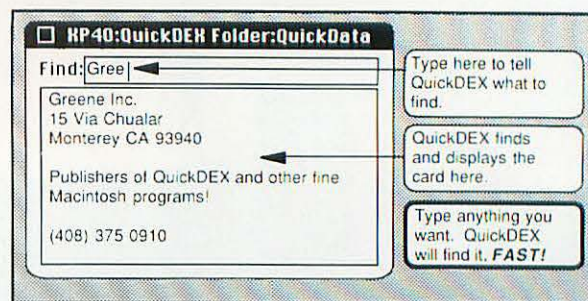 XP40:QuickDEX Folder:QuickData
Find: Gree
Greene Inc.
15 Via Chualar
Monterey CA 93940
Publishers of QuickDEX and other fine
Macintosh programs!
(408) 375 0910
Type here to tell
QuickDEX what to
find.
QuickDEX finds
and displays the
card here.
Type anything you
want. QuickDEX
will find it, FAST!